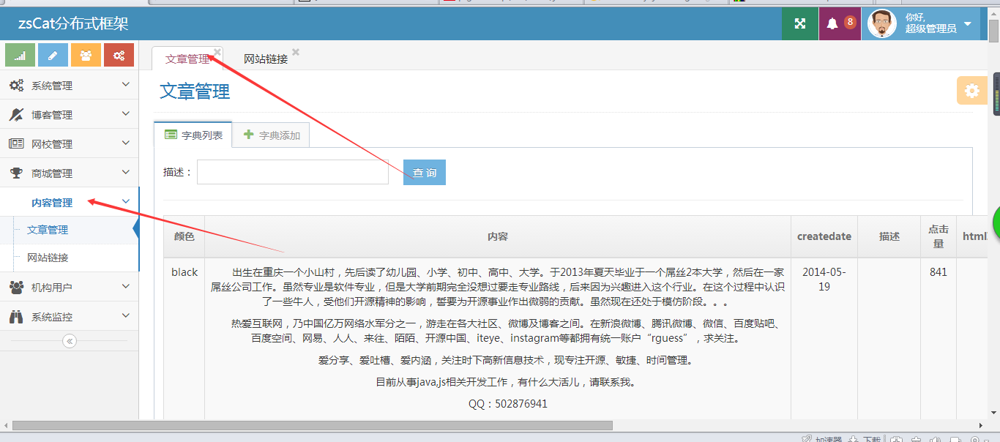 zsCat分布式框架
8
你好,
超级管理员
文章管理
网站链接
系统管理
博客管理
网校管理
商城管理
内容管理
文章管理
网站链接
机构用户
系统监控
文章管理
字典列表
字典添加
描述：
查 询
颜色
内容
createdate
描述
点击
量
html
black
出生在重庆一个小山村，先后读了幼儿园、小学、初中、高中、大学。于2013年夏天毕业于一个屌丝2本大学，然后在一家
屌丝公司工作。虽然专业是软件专业，但是大学前期完全没想过要走专业路线，后来因为兴趣进入这个行业。在这个过程中认识
了一些牛人，受他们开源精神的影响，誓要为开源事业作出微弱的贡献。虽然现在还处于模仿阶段。。。
热爱互联网，乃中国亿万网络水军分之一，游走在各大社区、微博及博客之间。在新浪微博、腾讯微博、微信、百度贴吧、
百度空间、网易、人人、来往、陌陌、开源中国、iteye、instagram等都拥有统一账户“rguess”，求关注。
爱分享、爱吐槽、爱内涵，关注时下高新信息技术，现专注开源、敏捷、时间管理。
目前从事java,js相关开发工作，有什么大活儿，请联系我。
QQ：502876941
2014-05-
19
841
加速器
下载